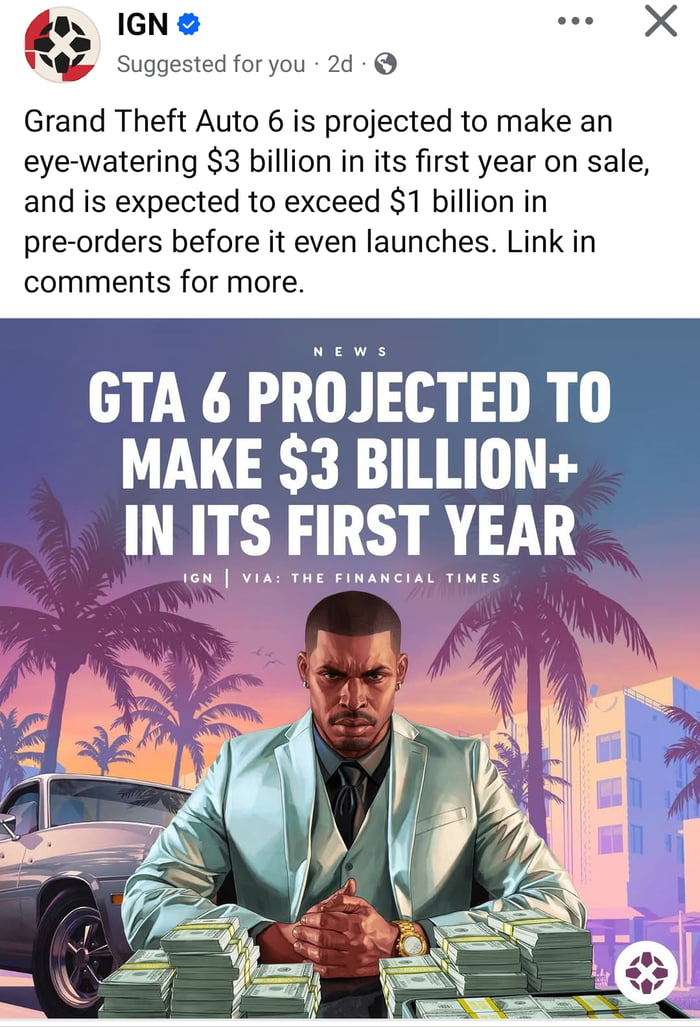 IGN
Suggested for you · 2d ·
Grand Theft Auto 6 is projected to make an
eye-watering $3 billion in its first year on sale,
and is expected to exceed $1 billion in
pre-orders before it even launches. Link in
comments for more.
NEWS
GTA 6 PROJECTED TO
MAKE $3 BILLION+
IN ITS FIRST YEAR
IGN | VIA: THE FINANCIAL TIMES